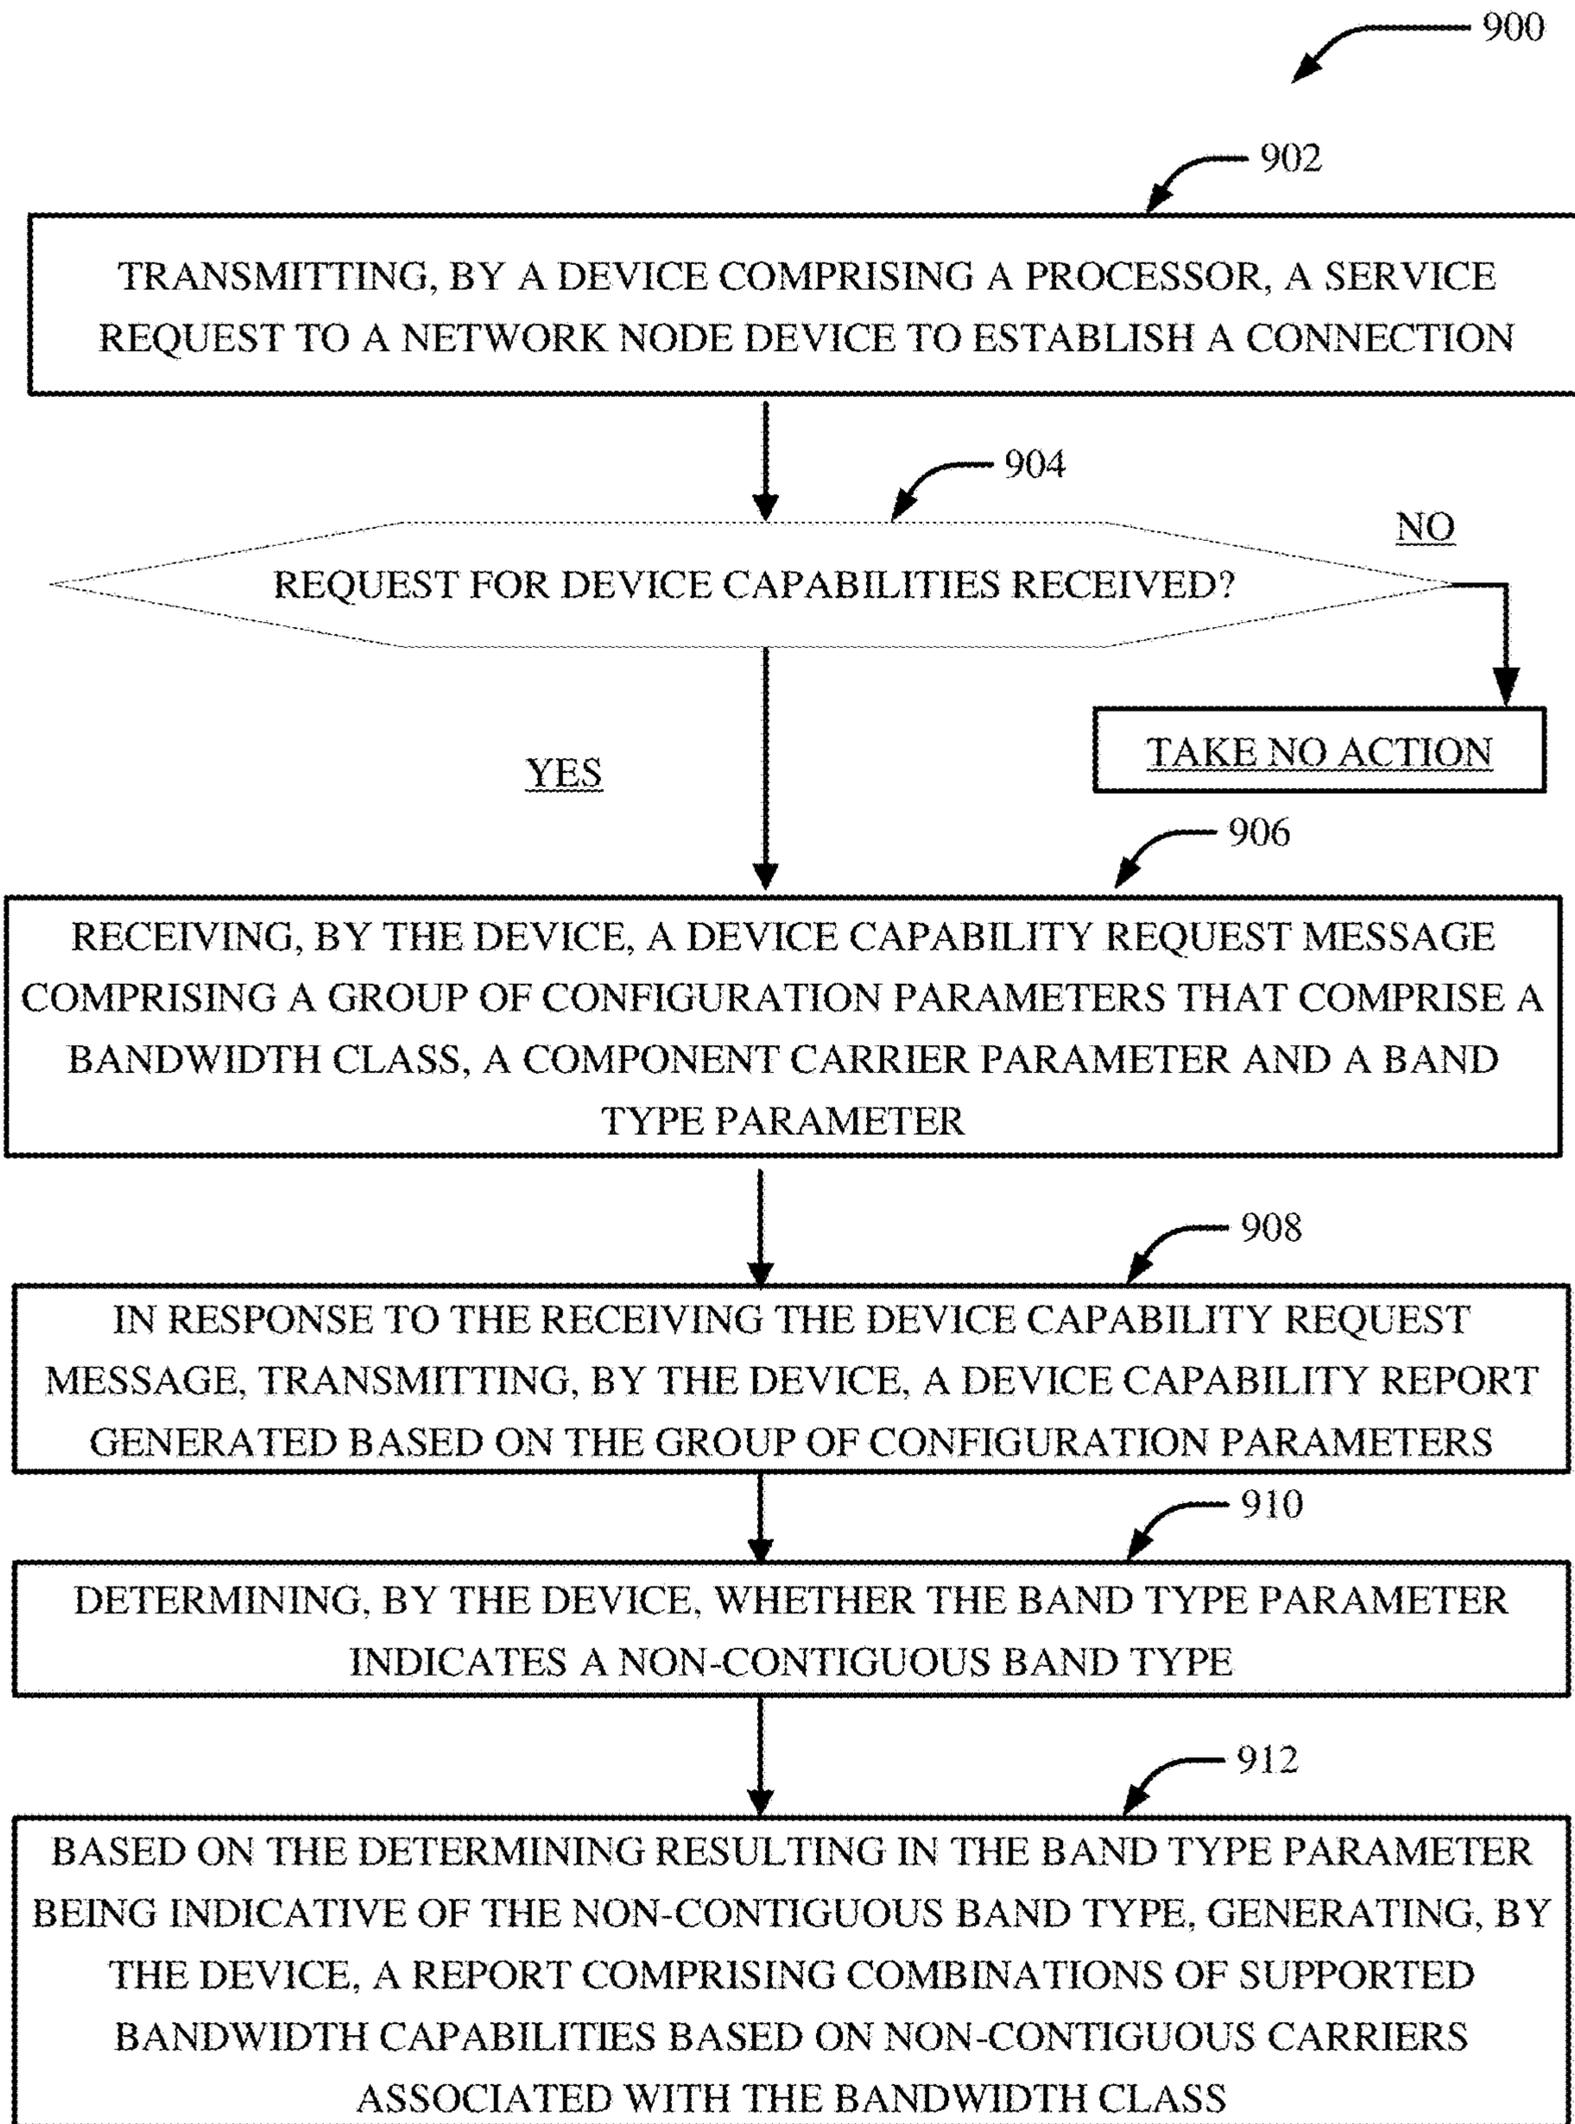 900
902
TRANSMITTING, BY A DEVICE COMPRISING A PROCESSOR, A SERVICE
REQUEST TO A NETWORK NODE DEVICE TO ESTABLISH A CONNECTION
904
NO
REQUEST FOR DEVICE CAPABILITIES RECEIVED?
TAKE NO ACTION
YES
906
RECEIVING, BY THE DEVICE, A DEVICE CAPABILITY REQUEST MESSAGE
COMPRISING A GROUP OF CONFIGURATION PARAMETERS THAT COMPRISE A
BANDWIDTH CLASS, A COMPONENT CARRIER PARAMETER AND A BAND
TYPE PARAMETER
908
IN RESPONSE TO THE RECEIVING THE DEVICE CAPABILITY REQUEST
MESSAGE, TRANSMITTING, BY THE DEVICE, A DEVICE CAPABILITY REPORT
GENERATED BASED ON THE GROUP OF CONFIGURATION PARAMETERS
910
DETERMINING, BY THE DEVICE, WHETHER THE BAND TYPE PARAMETER
INDICATES A NON-CONTIGUOUS BAND TYPE
912
BASED ON THE DETERMINING RESULTING IN THE BAND TYPE PARAMETER
BEING INDICATIVE OF THE NON-CONTIGUOUS BAND TYPE, GENERATING, BY
THE DEVICE, A REPORT COMPRISING COMBINATIONS OF SUPPORTED
BANDWIDTH CAPABILITIES BASED ON NON-CONTIGUOUS CARRIERS
ASSOCIATED WITH THE BANDWIDTH CLASS